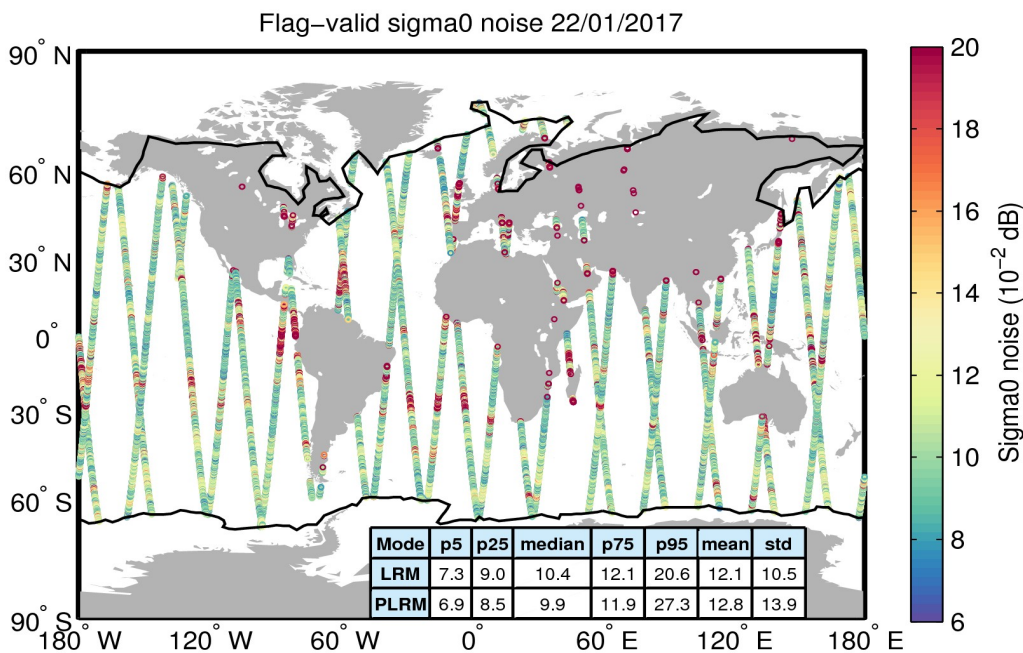 Flag−valid sigma0 noise 22/01/2017
90° N
60° N
30° N
0°
30° S
60° S
90° S
180° W
120° W
60° W
0°
60° E
120° E
180° E
Mode p5 p25 median p75 p95 mean std
LRM 7.3 9.0 10.4 12.1 20.6 12.1 10.5
PLRM 6.9 8.5 9.9 11.9 27.3 12.8 13.9
20
18
16
14
12
10
8
6
Sigma0 noise (10⁻² dB)